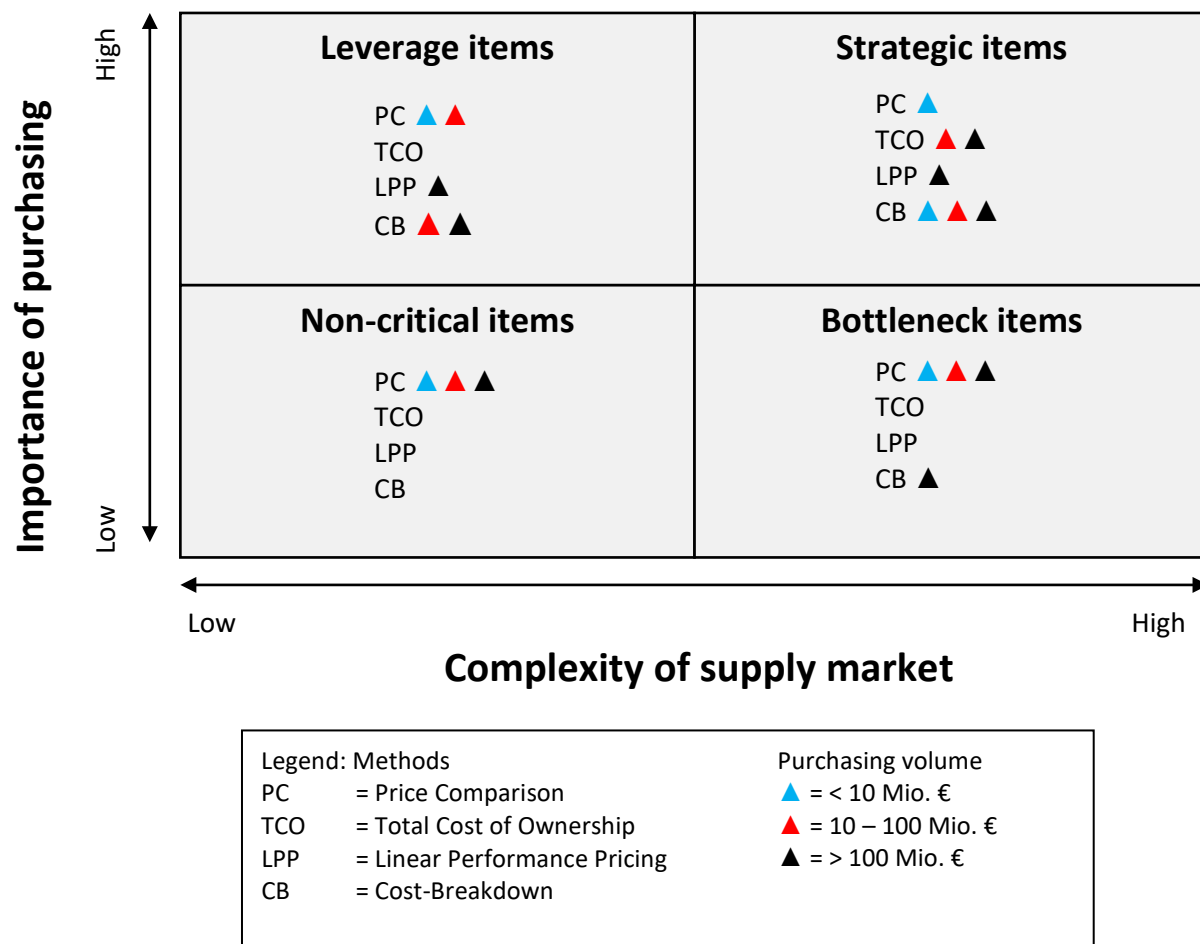 Importance of purchasing
High
Low
Leverage items
PC ▲ ▲
TCO
LPP ▲
CB ▲ ▲
Strategic items
PC ▲
TCO ▲ ▲
LPP ▲
CB ▲ ▲ ▲
Non-critical items
PC ▲ ▲ ▲
TCO
LPP
CB
Bottleneck items
PC ▲ ▲ ▲
TCO
LPP
CB ▲
Low
High
Complexity of supply market
Legend: Methods
PC = Price Comparison
TCO = Total Cost of Ownership
LPP = Linear Performance Pricing
CB = Cost-Breakdown
Purchasing volume
▲ = < 10 Mio. €
▲ = 10 – 100 Mio. €
▲ = > 100 Mio. €